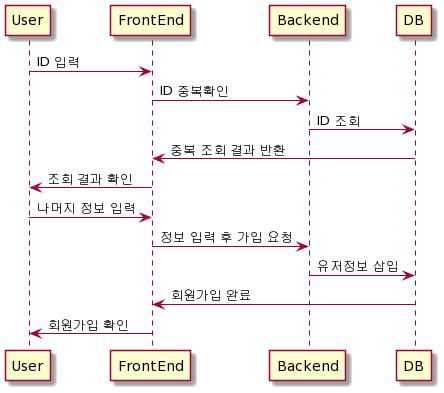 User FrontEnd Backend DB
ID 입력
ID 중복확인
ID 조회
중복 조회 결과 반환
조회 결과 확인
나머지 정보 입력
정보 입력 후 가입 요청
유저정보 삽입
회원가입 완료
회원가입 확인
User FrontEnd Backend DB